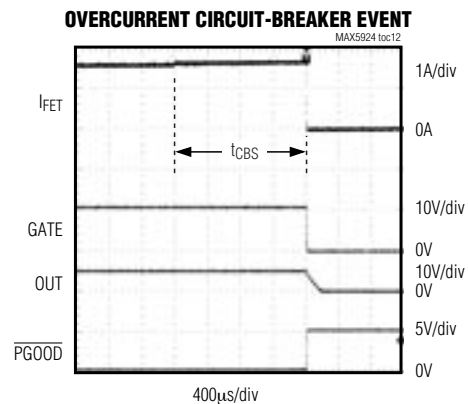 OVERCURRENT CIRCUIT-BREAKER EVENT
MAX5924 toc12
IFET
1A/div
0A
tCBS
GATE
10V/div
0V
OUT
10V/div
0V
PGOOD
5V/div
0V
400μs/div